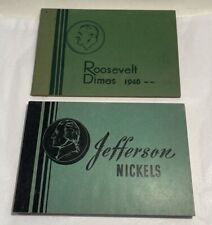 Roosevelt
Dimes 1946 --
Jefferson
NICKELS